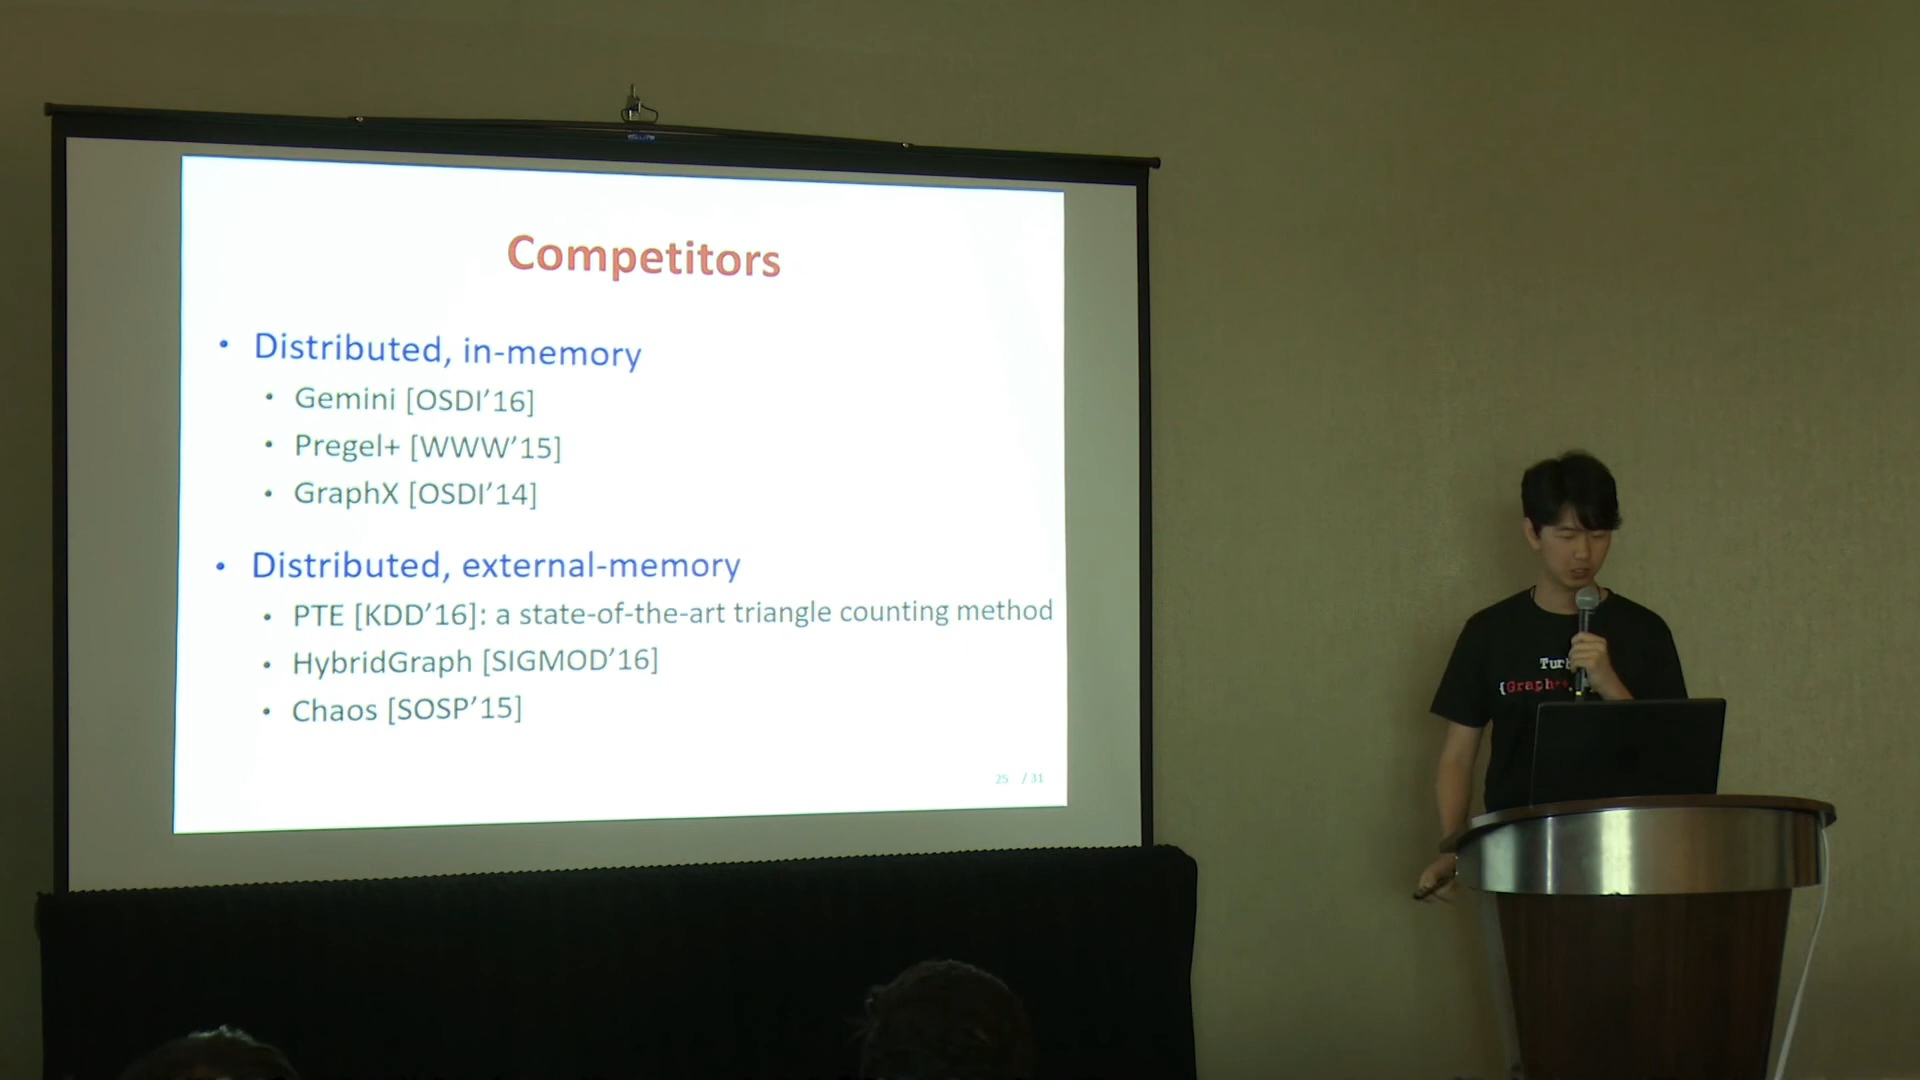 Competitors
• Distributed, in-memory
• Gemini [OSDI’16]
• Pregel+ [WWW’15]
• GraphX [OSDI’14]
• Distributed, external-memory
• PTE [KDD’16]: a state-of-the-art triangle counting method
• HybridGraph [SIGMOD’16]
• Chaos [SOSP’15]
25 / 31
{Graph++,